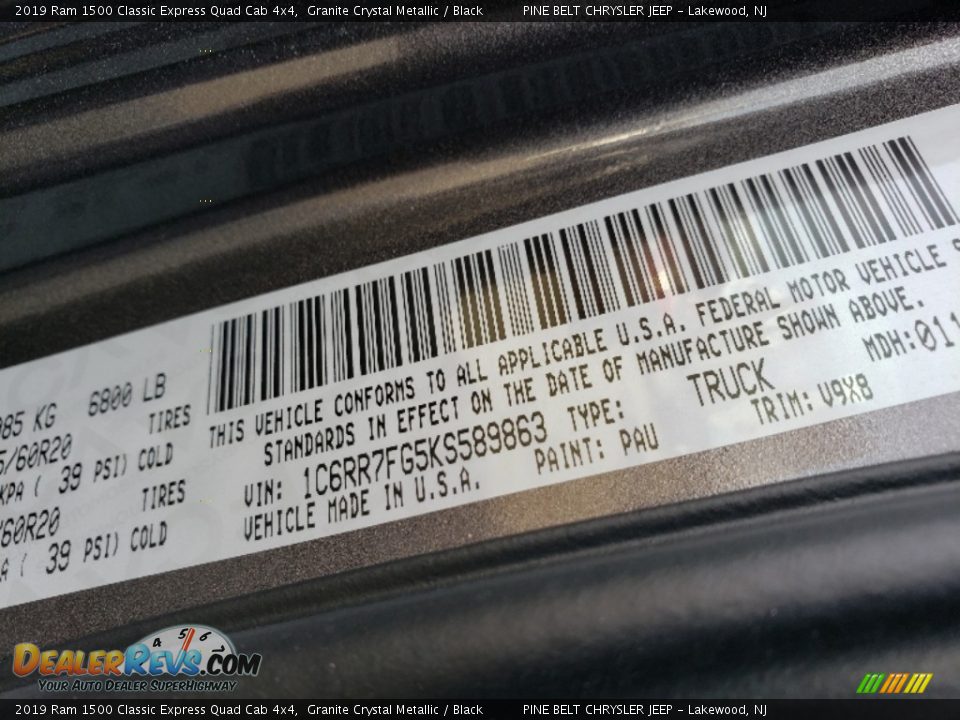 2019 Ram 1500 Classic Express Quad Cab 4x4, Granite Crystal Metallic / Black PINE BELT CHRYSLER JEEP - Lakewood, NJ
KG 6800 LB
/60R20 TIRES
KPA ( 39 PSI) COLD
/60R20 TIRES
( 39 PSI) COLD
THIS VEHICLE CONFORMS TO ALL APPLICABLE U.S.A. FEDERAL MOTOR VEHICLE
STANDARDS IN EFFECT ON THE DATE OF MANUFACTURE SHOWN ABOVE.
VIN: 1C6RR7FG5KS589863 TYPE: TRUCK MDH:011
VEHICLE MADE IN U.S.A. PAINT: PAU TRIM: V9X8
DEALERREVS.COM
YOUR AUTO DEALER SUPERHIGHWAY
2019 Ram 1500 Classic Express Quad Cab 4x4, Granite Crystal Metallic / Black PINE BELT CHRYSLER JEEP - Lakewood, NJ